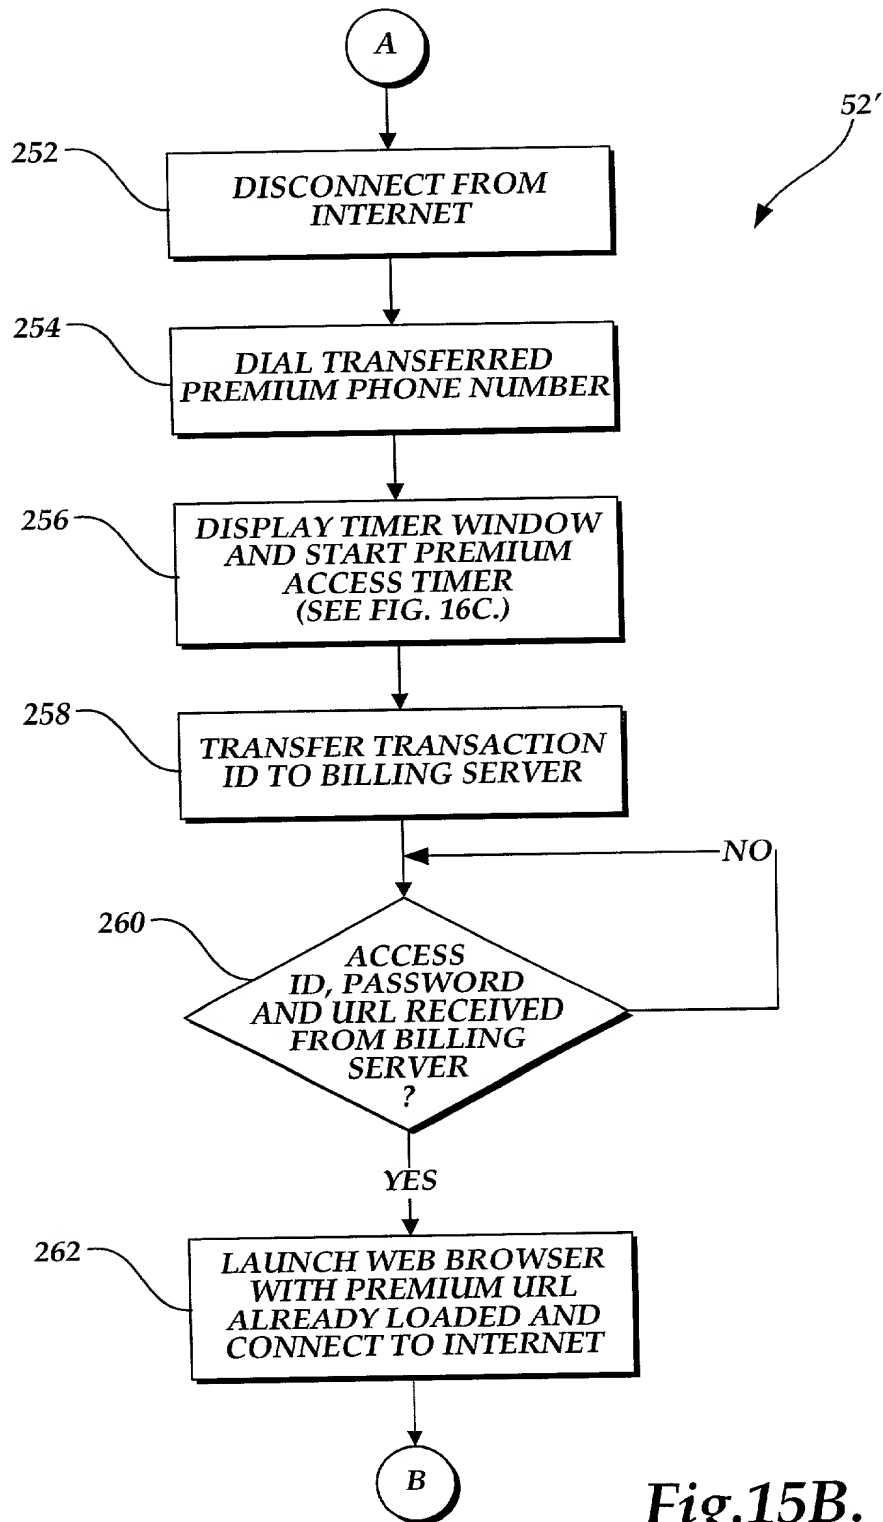 A
52'
252
DISCONNECT FROM
INTERNET
254
DIAL TRANSFERRED
PREMIUM PHONE NUMBER
256
DISPLAY TIMER WINDOW
AND START PREMIUM
ACCESS TIMER
(SEE FIG. 16C.)
258
TRANSFER TRANSACTION
ID TO BILLING SERVER
NO
260
ACCESS
ID, PASSWORD
AND URL RECEIVED
FROM BILLING
SERVER
?
YES
262
LAUNCH WEB BROWSER
WITH PREMIUM URL
ALREADY LOADED AND
CONNECT TO INTERNET
B
Fig.15B.